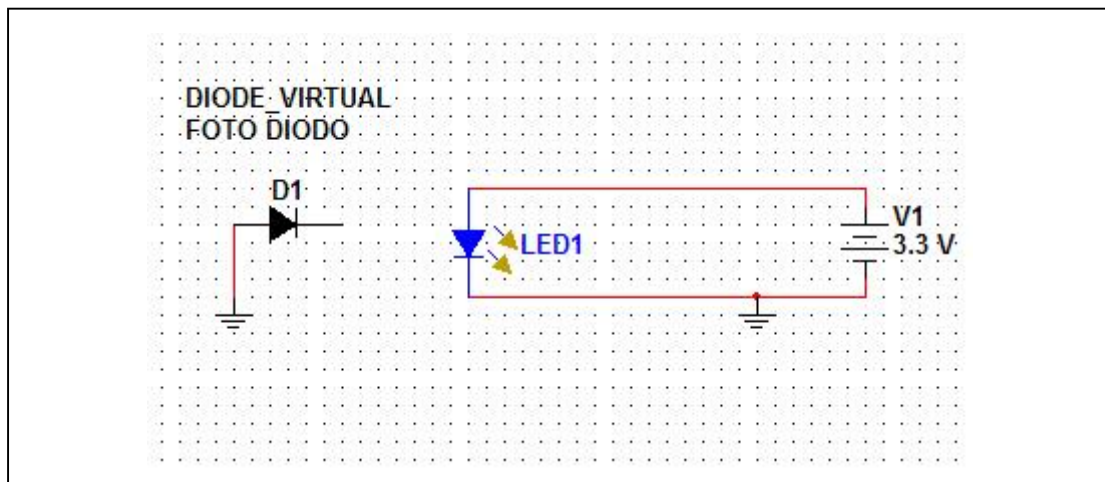 DIODE_VIRTUAL
FOTO DIODO
D1
LED1
V1
3.3 V